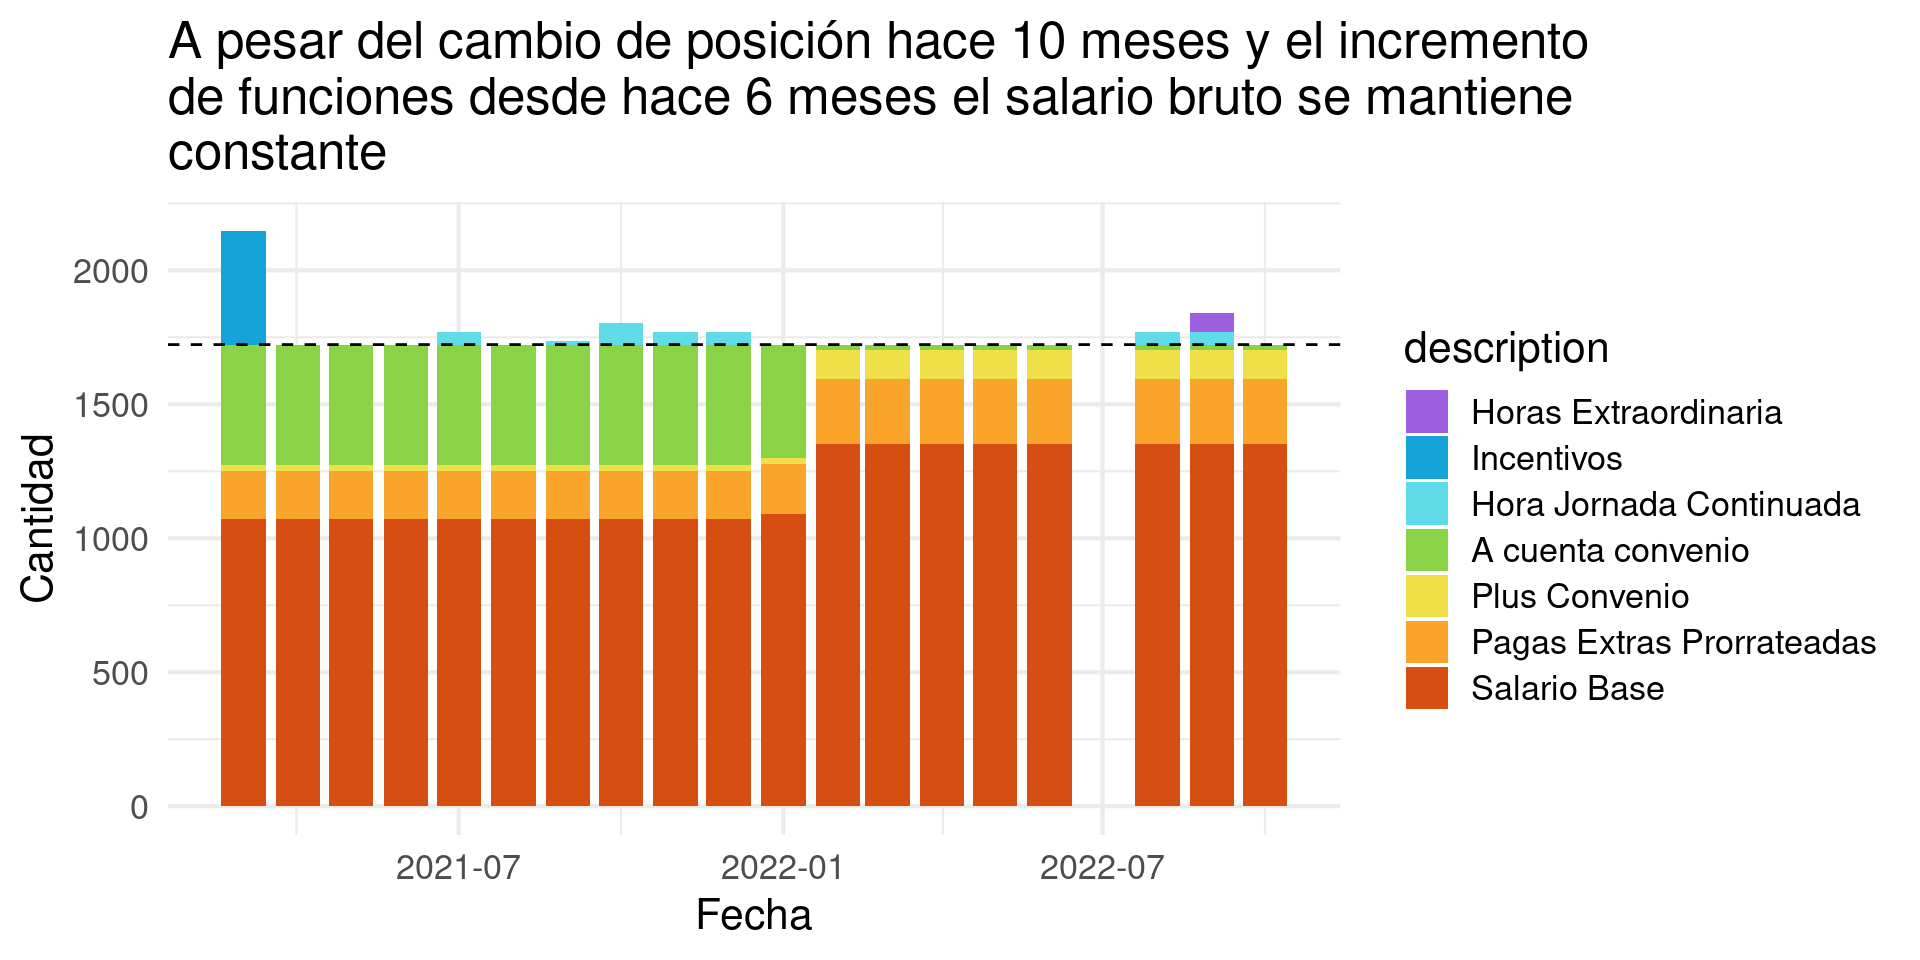 A pesar del cambio de posición hace 10 meses y el incremento
de funciones desde hace 6 meses el salario bruto se mantiene
constante
Cantidad
2000
1500
1000
500
0
2021-07
2022-01
2022-07
Fecha
description
Horas Extraordinaria
Incentivos
Hora Jornada Continuada
A cuenta convenio
Plus Convenio
Pagas Extras Prorrateadas
Salario Base